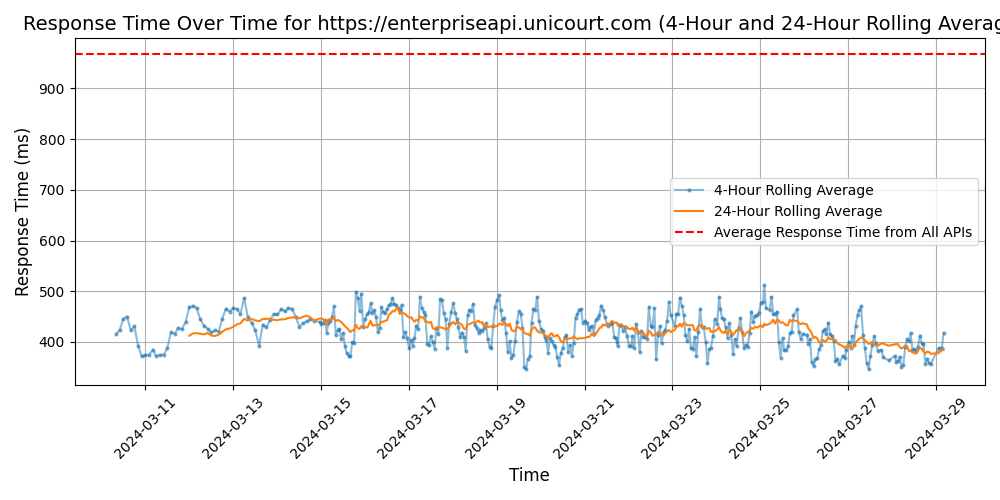 Response Time Over Time for https://enterpriseapi.unicourt.com (4-Hour and 24-Hour Rolling Averag
Response Time (ms)
900
800
700
600
500
400
4-Hour Rolling Average
24-Hour Rolling Average
Average Response Time from All APIs
2024-03-11
2024-03-13
2024-03-15
2024-03-17
2024-03-19
2024-03-21
2024-03-23
2024-03-25
2024-03-27
2024-03-29
Time